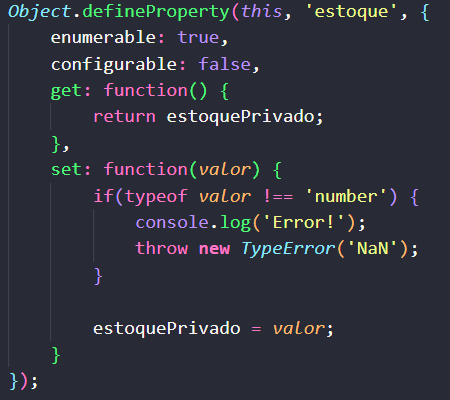 Object.defineProperty(this, 'estoque', {
    enumerable: true,
    configurable: false,
    get: function() {
        return estoquePrivado;
    },
    set: function(valor) {
        if(typeof valor !== 'number') {
            console.log('Error!');
            throw new TypeError('NaN');
        }

        estoquePrivado = valor;
    }
});